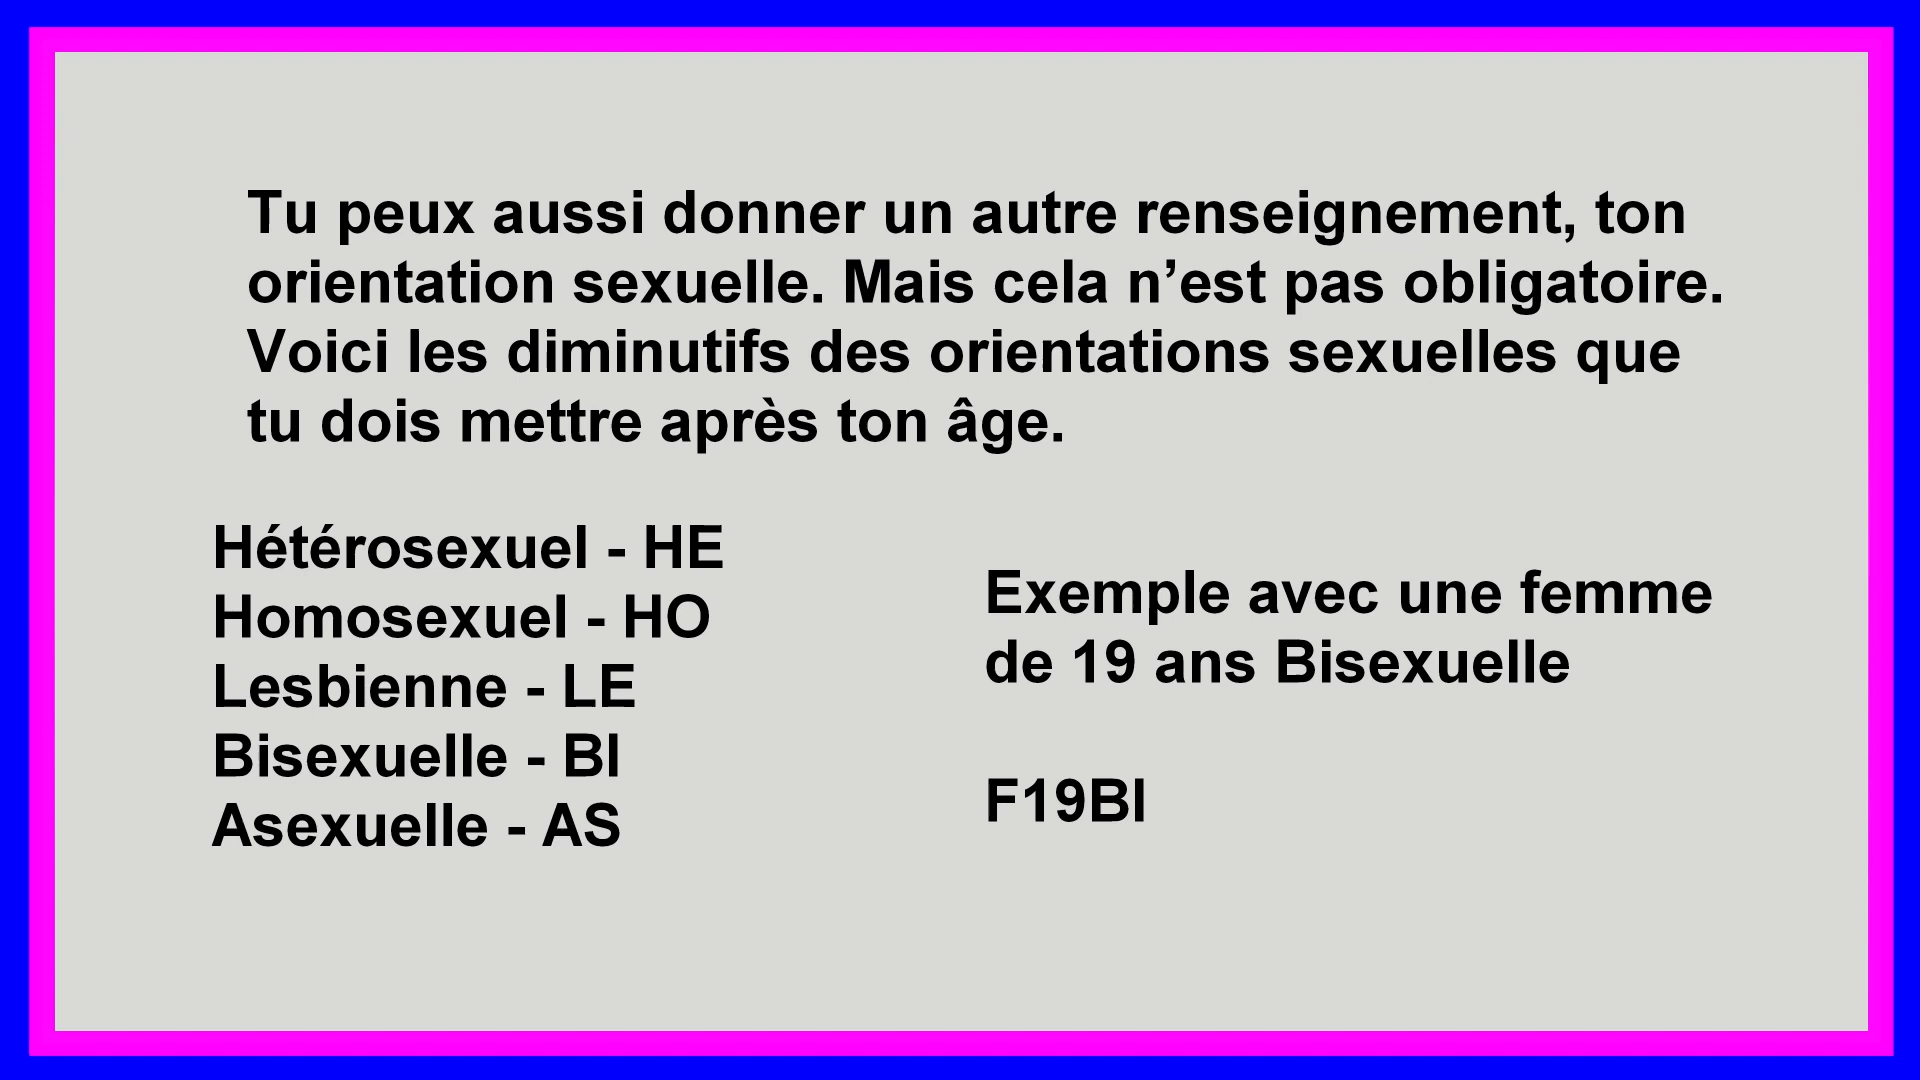 Tu peux aussi donner un autre renseignement, ton
orientation sexuelle. Mais cela n’est pas obligatoire.
Voici les diminutifs des orientations sexuelles que
tu dois mettre après ton âge.
Hétérosexuel - HE
Homosexuel - HO
Lesbienne - LE
Bisexuelle - BI
Asexuelle - AS
Exemple avec une femme
de 19 ans Bisexuelle
F19BI